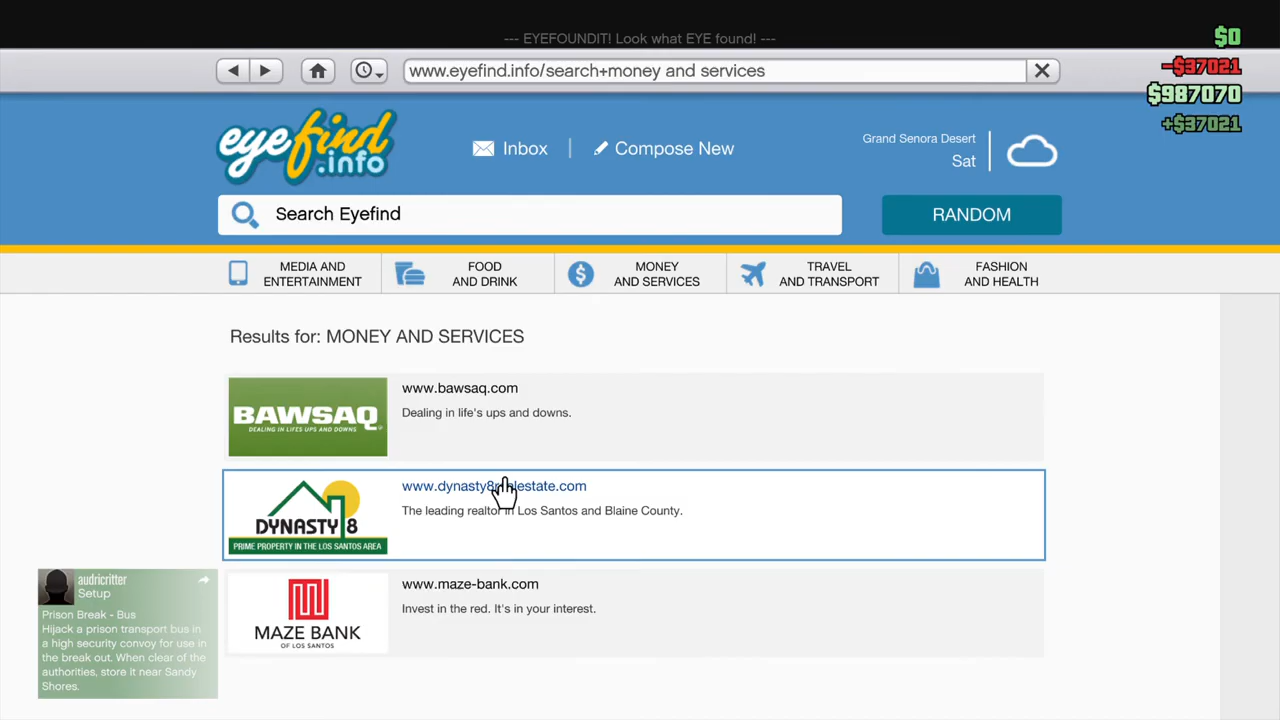 --- EYEFOUNDIT! Look what EYE found! ---
$0
-$37021
$987070
+$37021
www.eyefind.info/search+money and services
eyefind
.info
Inbox
Compose New
Grand Senora Desert
Sat
Search Eyefind
RANDOM
MEDIA AND
ENTERTAINMENT
FOOD
AND DRINK
MONEY
AND SERVICES
TRAVEL
AND TRANSPORT
FASHION
AND HEALTH
Results for: MONEY AND SERVICES
BAWSAQ
DEALING IN LIFES UPS AND DOWNS
www.bawsaq.com
Dealing in life's ups and downs.
DYNASTY 8
PRIME PROPERTY IN THE LOS SANTOS AREA
www.dynasty8realestate.com
The leading realtor in Los Santos and Blaine County.
MAZE BANK
OF LOS SANTOS
www.maze-bank.com
Invest in the red. It's in your interest.
audricritter
Setup
Prison Break - Bus
Hijack a prison transport bus in
a high security convoy for use in
the break out. When clear of the
authorities, store it near Sandy
Shores.